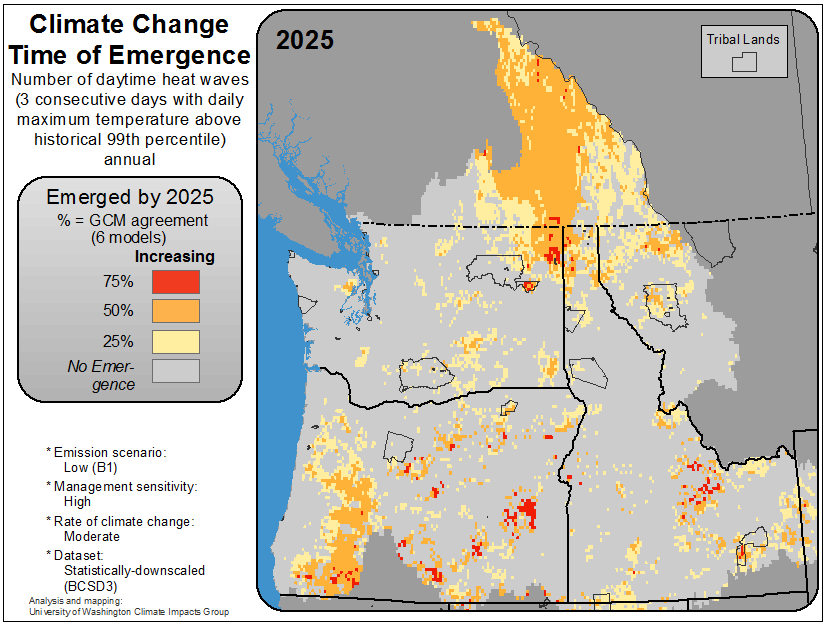 Climate Change
Time of Emergence
Number of daytime heat waves
(3 consecutive days with daily
maximum temperature above
historical 99th percentile)
annual
Emerged by 2025
% = GCM agreement
(6 models)
Increasing
75%
50%
25%
No Emer-
gence
* Emission scenario:
Low (B1)
* Management sensitivity:
High
* Rate of climate change:
Moderate
* Dataset:
Statistically-downscaled
(BCSD3)
Analysis and mapping:
University of Washington Climate Impacts Group
2025
Tribal Lands